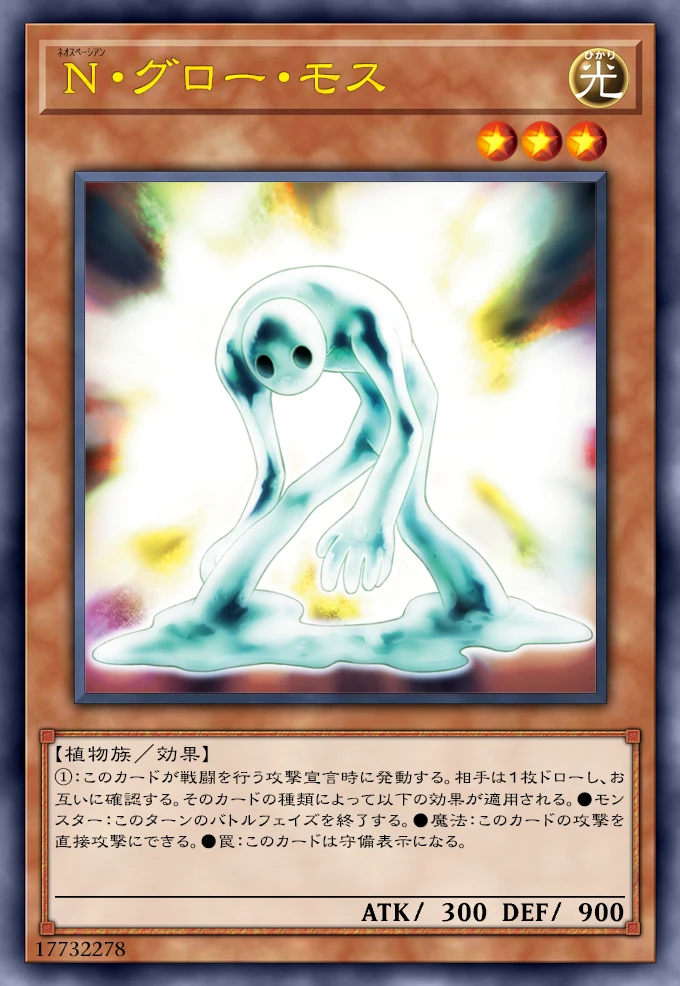 ネオスペーシアン
N・グロー・モス
ひかり
光
【植物族／効果】
①：このカードが戦闘を行う攻撃宣言時に発動する。相手は１枚ドローし、お
互いに確認する。そのカードの種類によって以下の効果が適用される。●モン
スター：このターンのバトルフェイズを終了する。●魔法：このカードの攻撃を
直接攻撃にできる。●罠：このカードは守備表示になる。
ATK/ 300 DEF/ 900
17732278